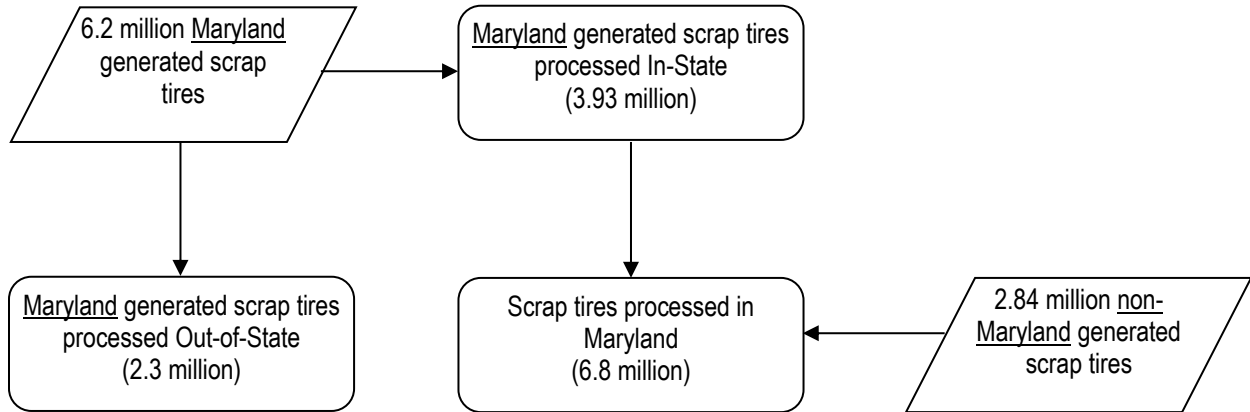 6.2 million Maryland
generated scrap
tires
Maryland generated scrap tires
processed In-State
(3.93 million)
Maryland generated scrap tires
processed Out-of-State
(2.3 million)
Scrap tires processed in
Maryland
(6.8 million)
2.84 million non-
Maryland generated
scrap tires